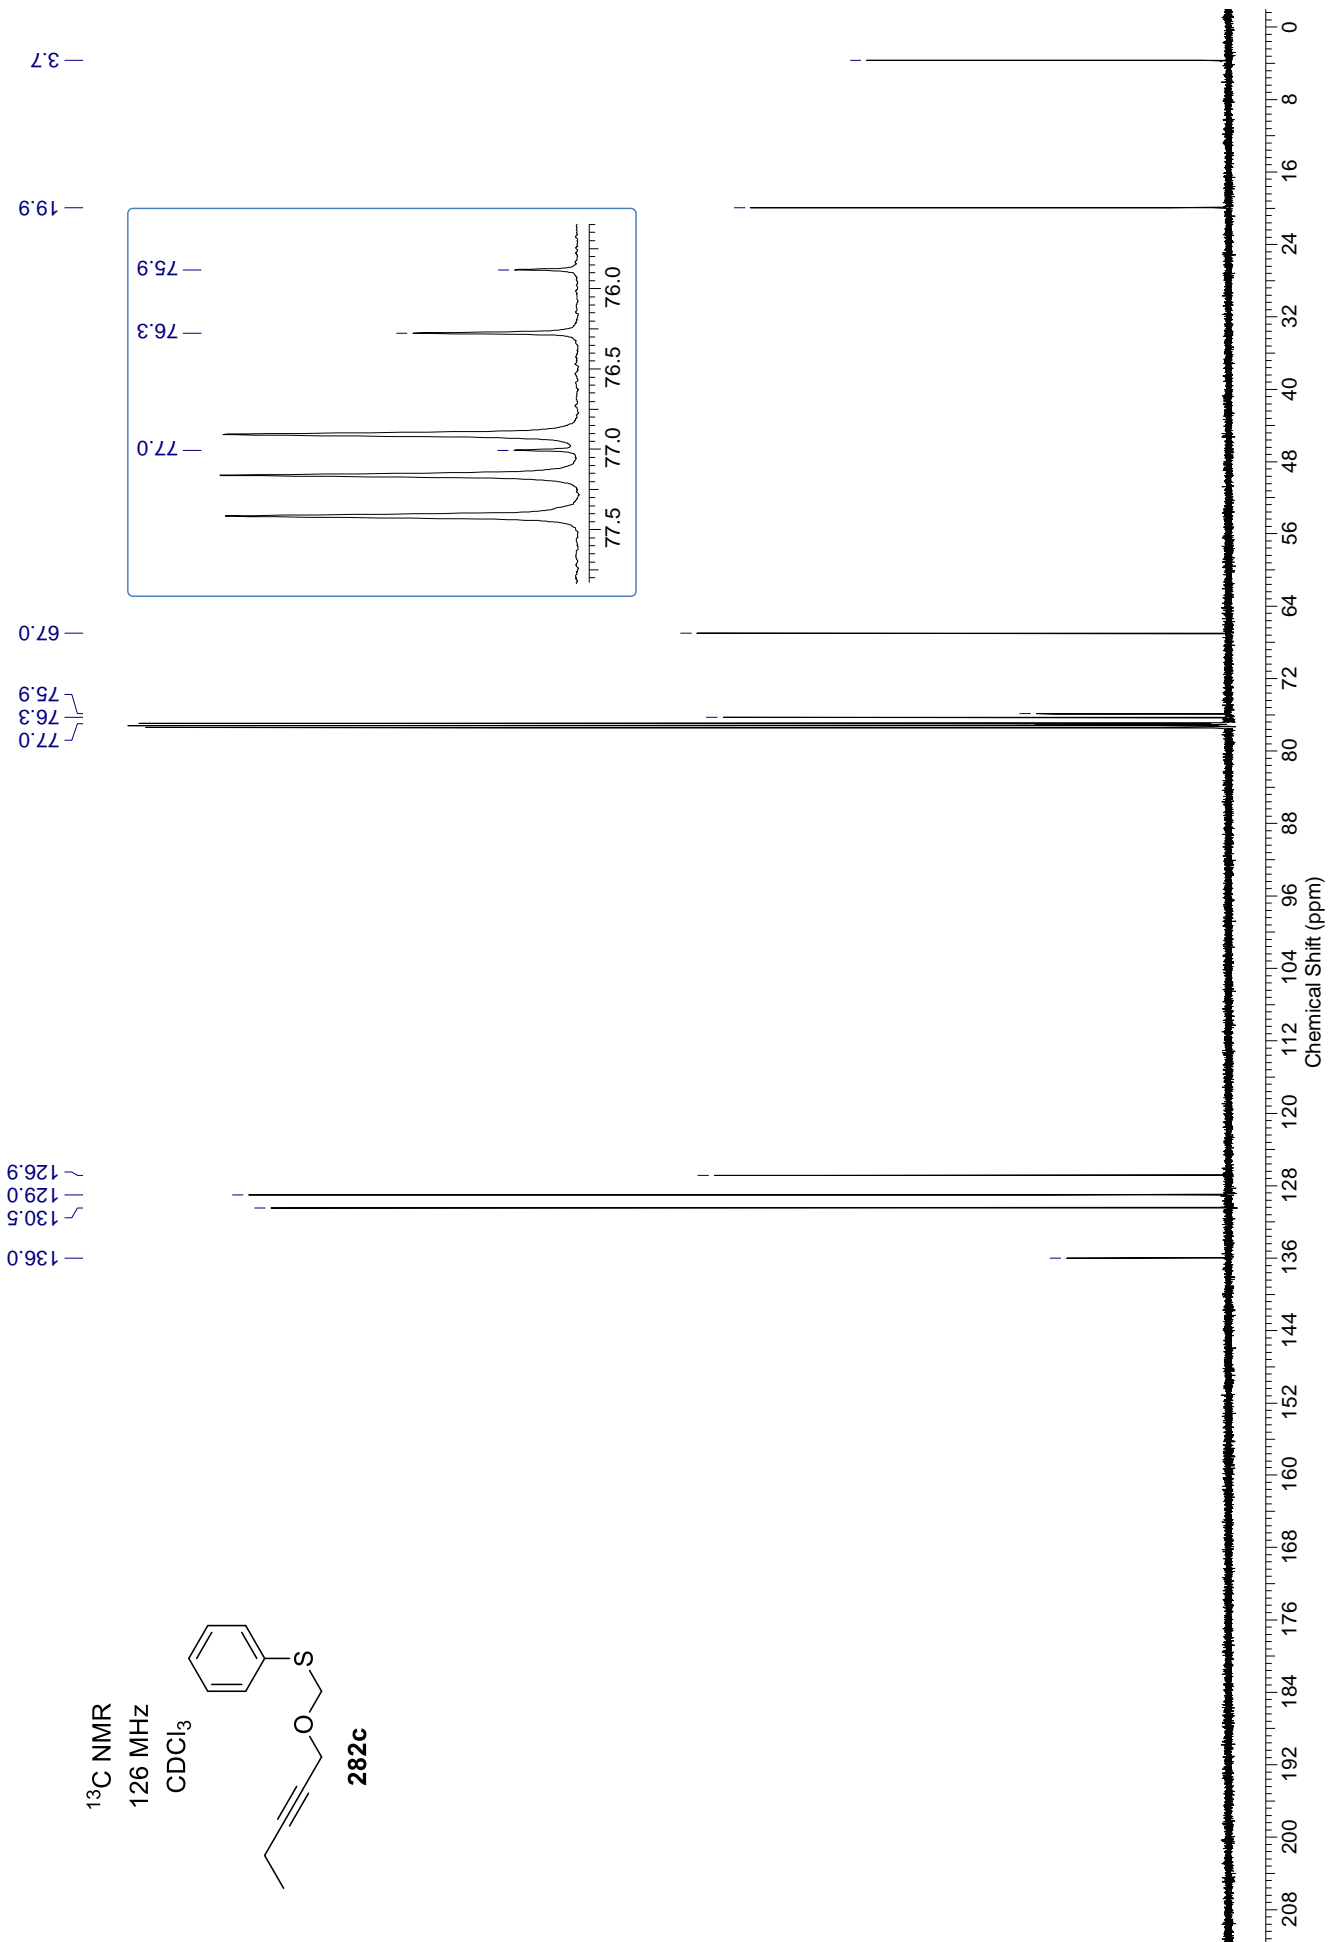 ¹³C NMR
126 MHz
CDCl₃
S
O
282c
136.0
130.5
129.0
126.9
77.0
76.3
75.9
67.0
19.9
3.7
77.0
76.3
75.9
77.5 77.0 76.5 76.0
208 200 192 184 176 168 160 152 144 136 128 120 112 104 96 88 80 72 64 56 48 40 32 24 16 8 0
Chemical Shift (ppm)